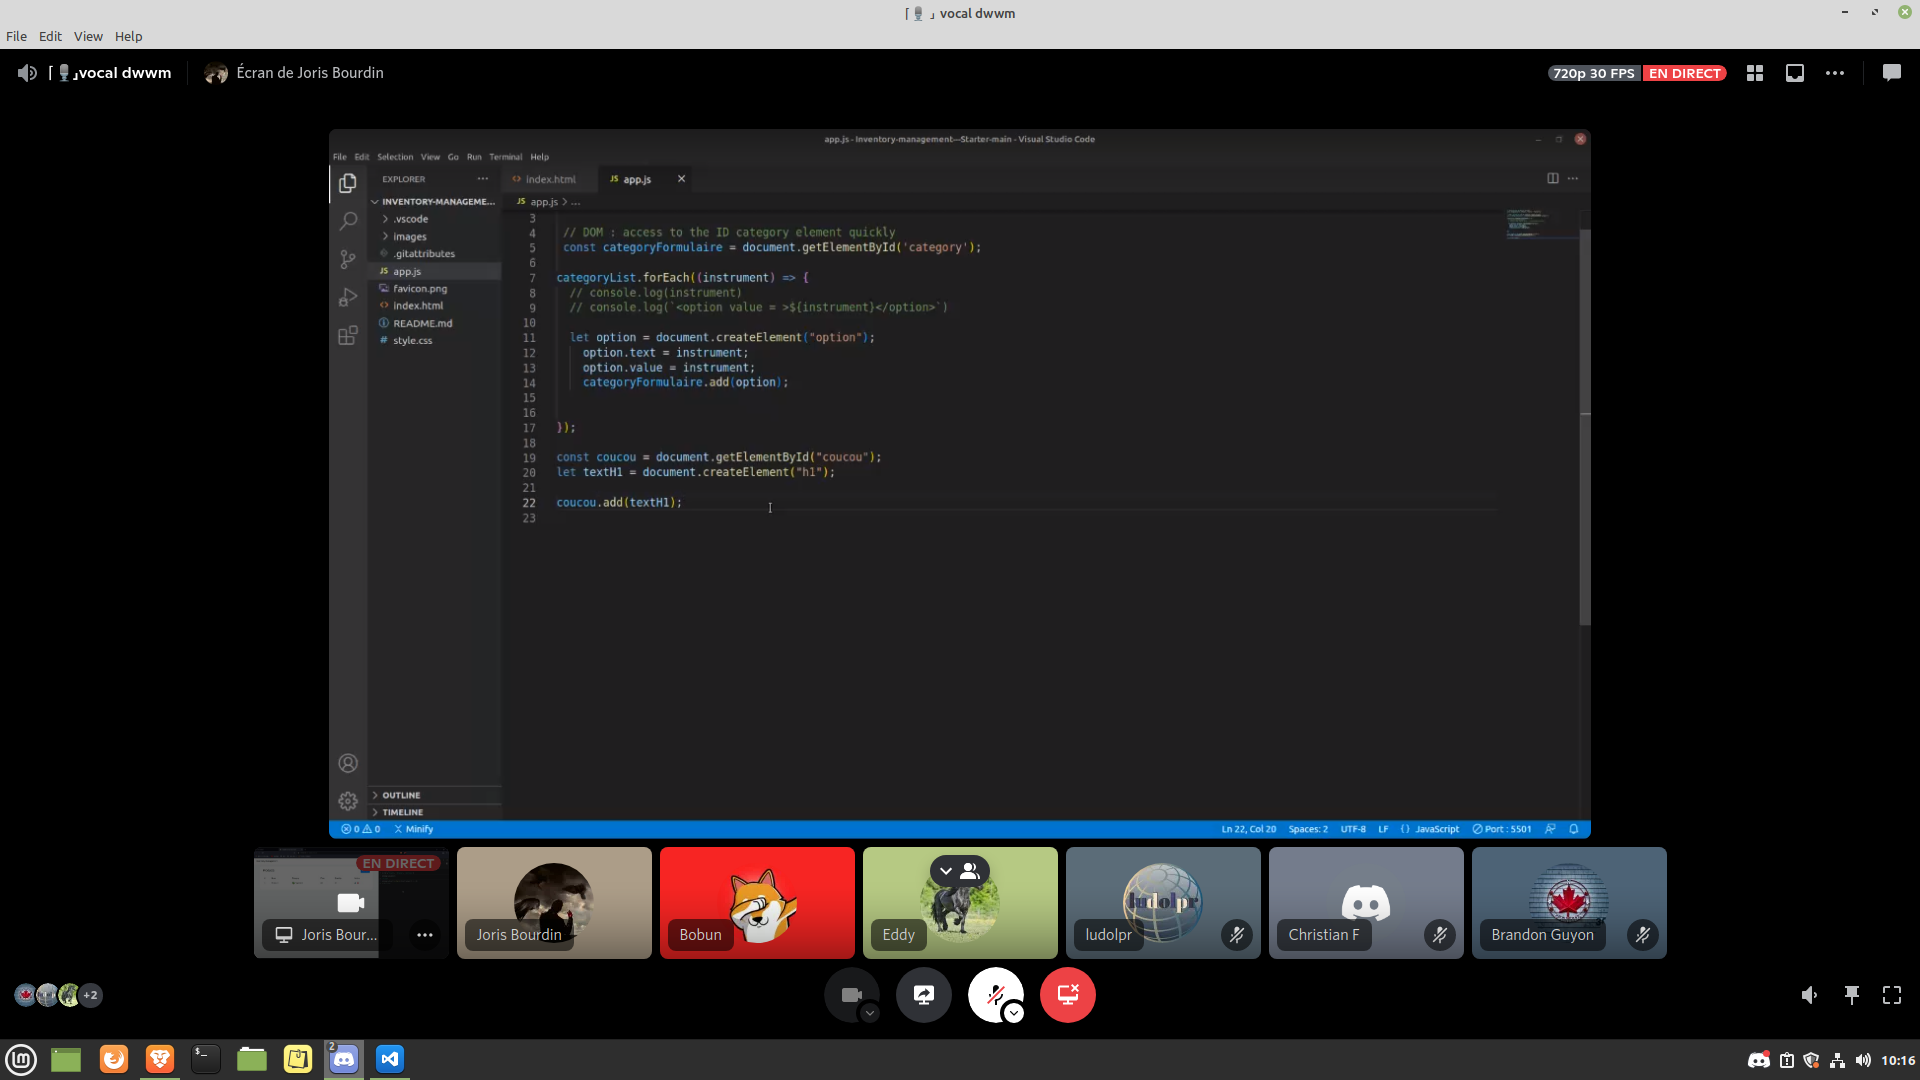 「🎙️」vocal dwwm
File Edit View Help
「🎙️」vocal dwwm Écran de Joris Bourdin 720p 30 FPS EN DIRECT
app.js - Inventory-management—Starter-main - Visual Studio Code
File Edit Selection View Go Run Terminal Help
EXPLORER ··· <> index.html JS app.js ×
INVENTORY-MANAGEME... JS app.js > ...
> .vscode
> images
.gitattributes
JS app.js
favicon.png
<> index.html
README.md
# style.css
3
4 // DOM : access to the ID category element quickly
5 const categoryFormulaire = document.getElementById('category');
6
7 categoryList.forEach((instrument) => {
8 // console.log(instrument)
9 // console.log(`<option value = >${instrument}</option>`)
10
11 let option = document.createElement("option");
12 option.text = instrument;
13 option.value = instrument;
14 categoryFormulaire.add(option);
15
16
17 });
18
19 const coucou = document.getElementById("coucou");
20 let textH1 = document.createElement("h1");
21
22 coucou.add(textH1);
23
> OUTLINE
> TIMELINE
0 0 Minify Ln 22, Col 20 Spaces: 2 UTF-8 LF {} JavaScript Port : 5501
EN DIRECT
Joris Bour... ··· Joris Bourdin Bobun Eddy ludolpr ludolpr Christian F Brandon Guyon
+2
2
10:16